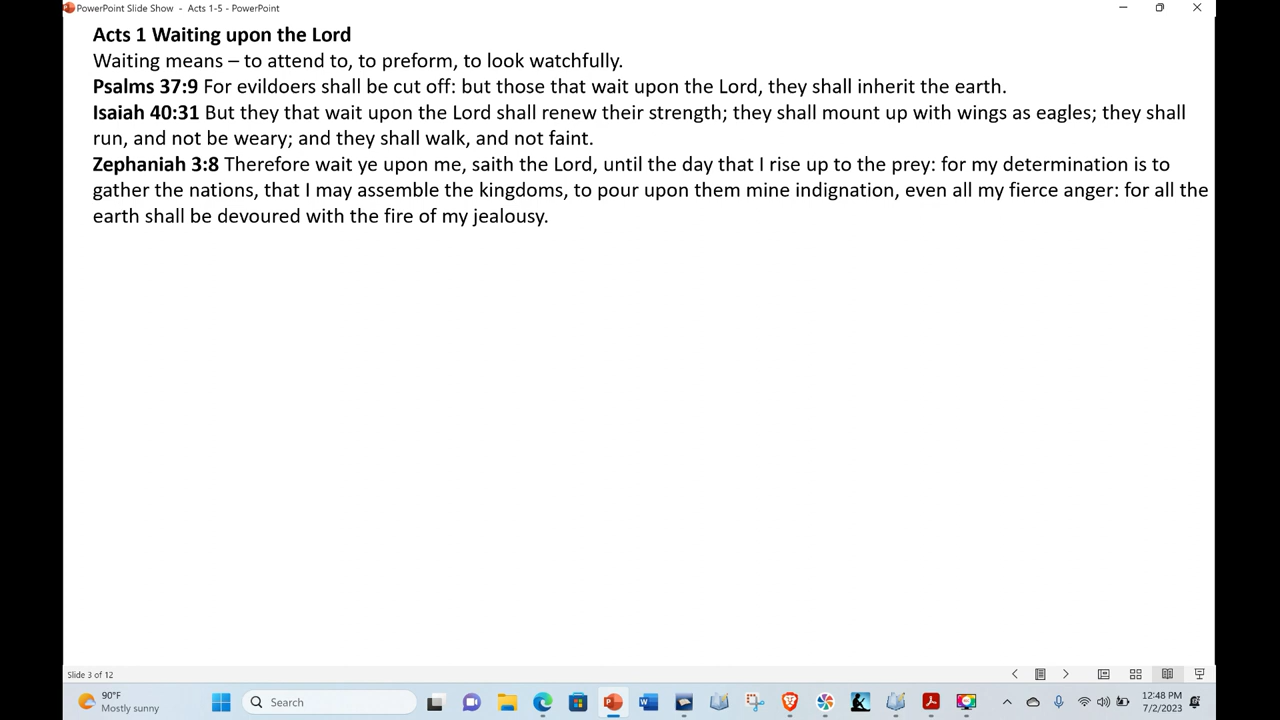 PowerPoint Slide Show - Acts 1-5 - PowerPoint
Acts 1 Waiting upon the Lord
Waiting means – to attend to, to preform, to look watchfully.
Psalms 37:9 For evildoers shall be cut off: but those that wait upon the Lord, they shall inherit the earth.
Isaiah 40:31 But they that wait upon the Lord shall renew their strength; they shall mount up with wings as eagles; they shall
run, and not be weary; and they shall walk, and not faint.
Zephaniah 3:8 Therefore wait ye upon me, saith the Lord, until the day that I rise up to the prey: for my determination is to
gather the nations, that I may assemble the kingdoms, to pour upon them mine indignation, even all my fierce anger: for all the
earth shall be devoured with the fire of my jealousy.
Slide 3 of 12
90°F
Mostly sunny
Search
12:48 PM
7/2/2023